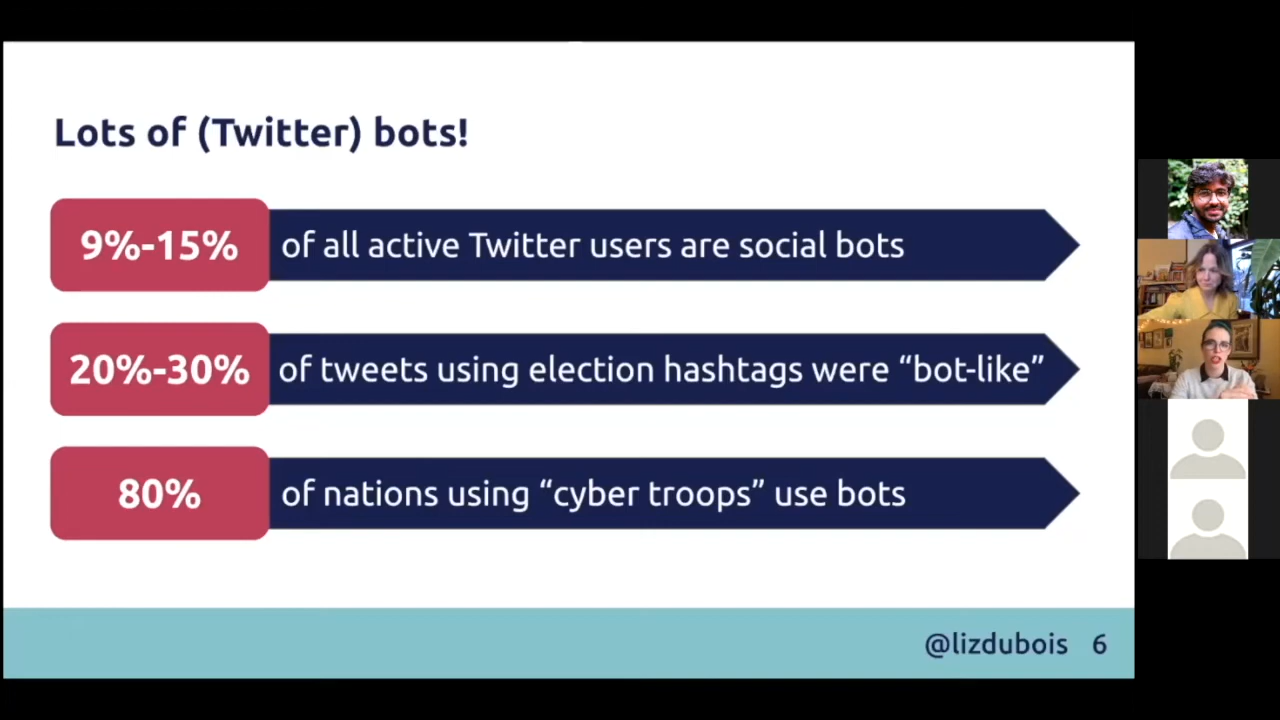 Lots of (Twitter) bots!
9%-15% of all active Twitter users are social bots
20%-30% of tweets using election hashtags were “bot-like”
80% of nations using “cyber troops” use bots
@lizdubois 6